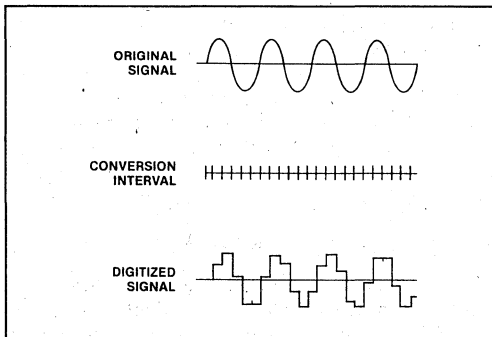 ORIGINAL
SIGNAL
CONVERSION
INTERVAL
DIGITIZED
SIGNAL